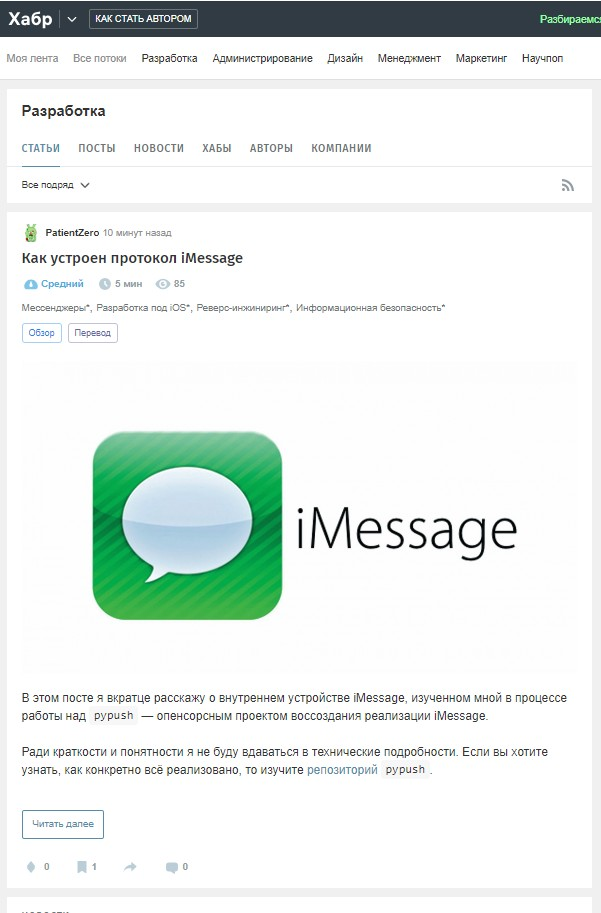 Хабр КАК СТАТЬ АВТОРОМ Разбираемся
Моя лента Все потоки Разработка Администрирование Дизайн Менеджмент Маркетинг Научпоп
Разработка
СТАТЬИ ПОСТЫ НОВОСТИ ХАБЫ АВТОРЫ КОМПАНИИ
Все подряд
PatientZero 10 минут назад
Как устроен протокол iMessage
Средний 5 мин 85
Мессенджеры*, Разработка под iOS*, Реверс-инжиниринг*, Информационная безопасность*
Обзор Перевод
iMessage
В этом посте я вкратце расскажу о внутреннем устройстве iMessage, изученном мной в процессе
работы над pypush — опенсорсным проектом воссоздания реализации iMessage.
Ради краткости и понятности я не буду вдаваться в технические подробности. Если вы хотите
узнать, как конкретно всё реализовано, то изучите репозиторий pypush.
Читать далее
0 1 0